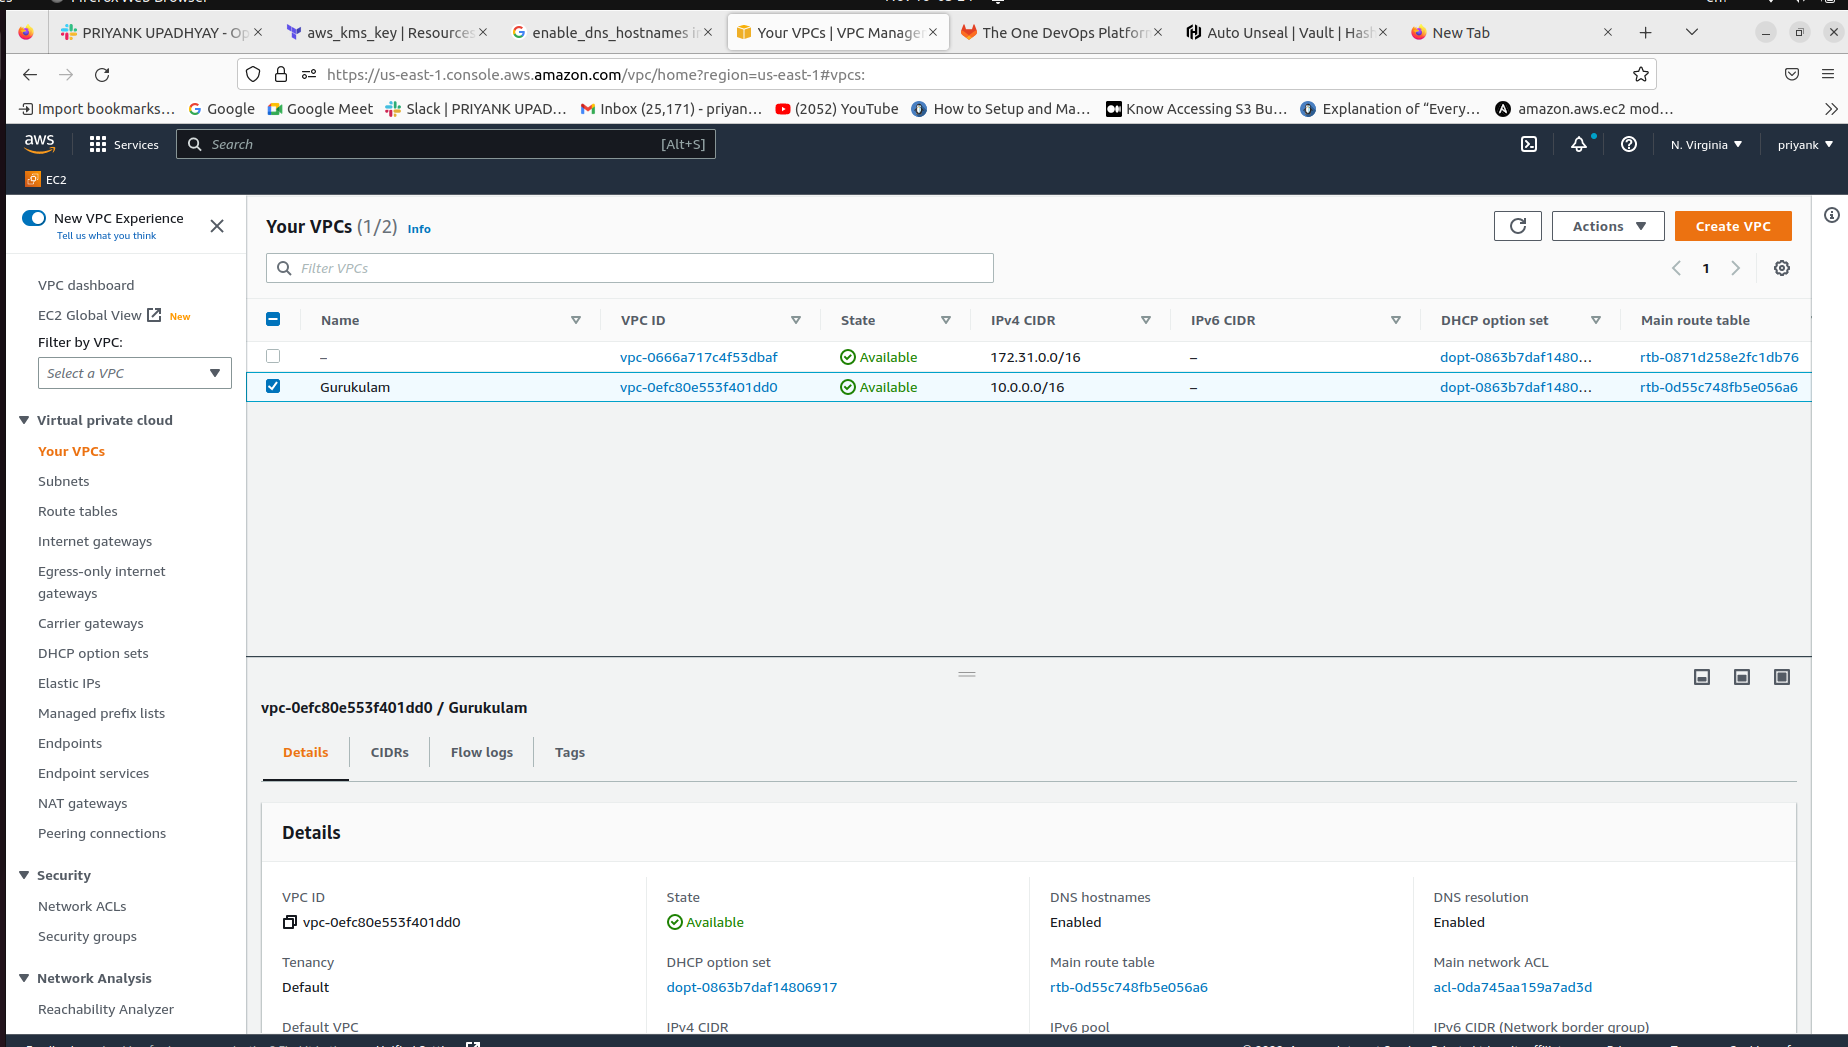 PRIYANK UPADHYAY - Op
aws_kms_key | Resources
enable_dns_hostnames i
Your VPCs | VPC Manage
The One DevOps Platfor
Auto Unseal | Vault | Has
New Tab
https://us-east-1.console.aws.amazon.com/vpc/home?region=us-east-1#vpcs:
Import bookmarks...
Google
Google Meet
Slack | PRIYANK UPAD...
Inbox (25,171) - priyan...
(2052) YouTube
How to Setup and Ma...
Know Accessing S3 Bu...
Explanation of “Every...
amazon.aws.ec2 mod...
aws
Services
Search
[Alt+S]
N. Virginia
priyank
EC2
New VPC Experience
Tell us what you think
VPC dashboard
EC2 Global View New
Filter by VPC:
Select a VPC
Virtual private cloud
Your VPCs
Subnets
Route tables
Internet gateways
Egress-only internet
gateways
Carrier gateways
DHCP option sets
Elastic IPs
Managed prefix lists
Endpoints
Endpoint services
NAT gateways
Peering connections
Security
Network ACLs
Security groups
Network Analysis
Reachability Analyzer
Your VPCs (1/2) Info
Actions
Create VPC
Filter VPCs
1
Name VPC ID State IPv4 CIDR IPv6 CIDR DHCP option set Main route table
– vpc-0666a717c4f53dbaf Available 172.31.0.0/16 – dopt-0863b7daf1480... rtb-0871d258e2fc1db76
Gurukulam vpc-0efc80e553f401dd0 Available 10.0.0.0/16 – dopt-0863b7daf1480... rtb-0d55c748fb5e056a6
vpc-0efc80e553f401dd0 / Gurukulam
Details CIDRs Flow logs Tags
Details
VPC ID State DNS hostnames DNS resolution
vpc-0efc80e553f401dd0 Available Enabled Enabled
Tenancy DHCP option set Main route table Main network ACL
Default dopt-0863b7daf14806917 rtb-0d55c748fb5e056a6 acl-0da745aa159a7ad3d
Default VPC IPv4 CIDR IPv6 pool IPv6 CIDR (Network border group)